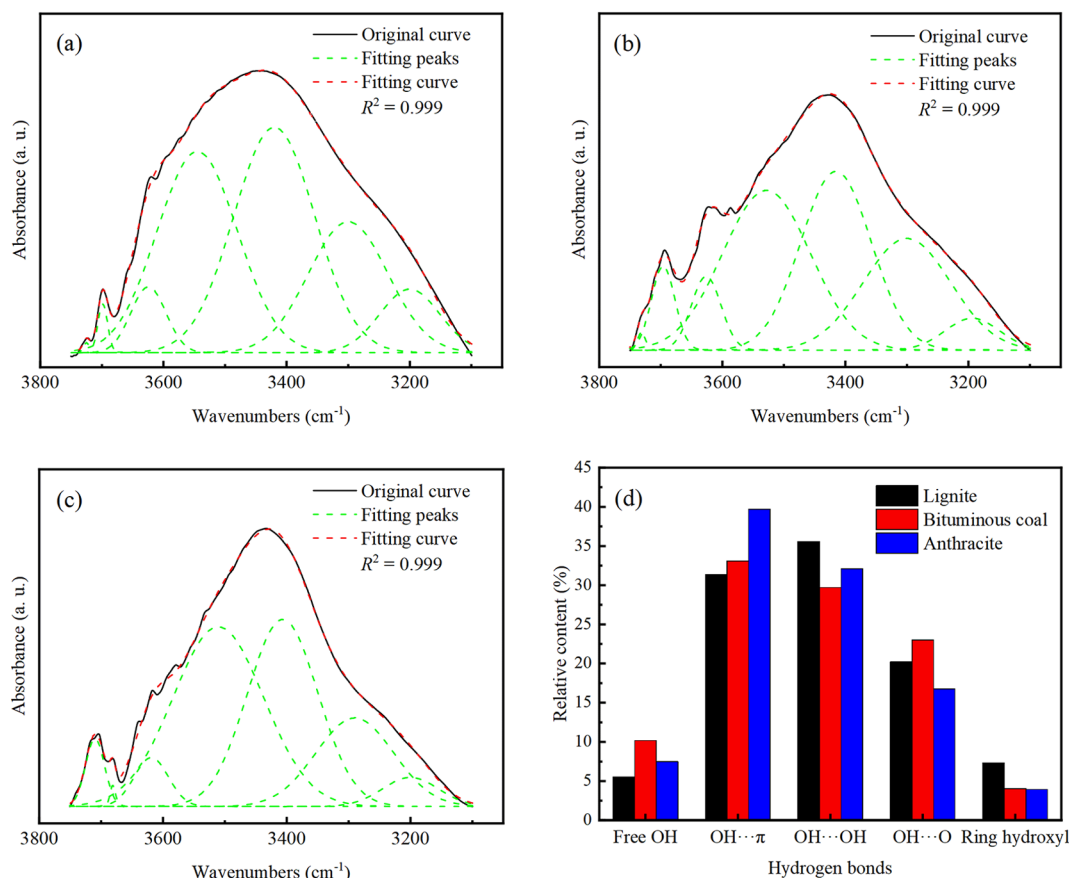 (a)
Original curve
Fitting peaks
Fitting curve
R² = 0.999
Absorbance (a. u.)
3800 3600 3400 3200
Wavenumbers (cm⁻¹)
(b)
Original curve
Fitting peaks
Fitting curve
R² = 0.999
Absorbance (a. u.)
3800 3600 3400 3200
Wavenumbers (cm⁻¹)
(c)
Original curve
Fitting peaks
Fitting curve
R² = 0.999
Absorbance (a. u.)
3800 3600 3400 3200
Wavenumbers (cm⁻¹)
(d)
Lignite
Bituminous coal
Anthracite
Relative content (%)
45
40
35
30
25
20
15
10
5
0
Free OH OH···π OH···OH OH···O Ring hydroxyl
Hydrogen bonds